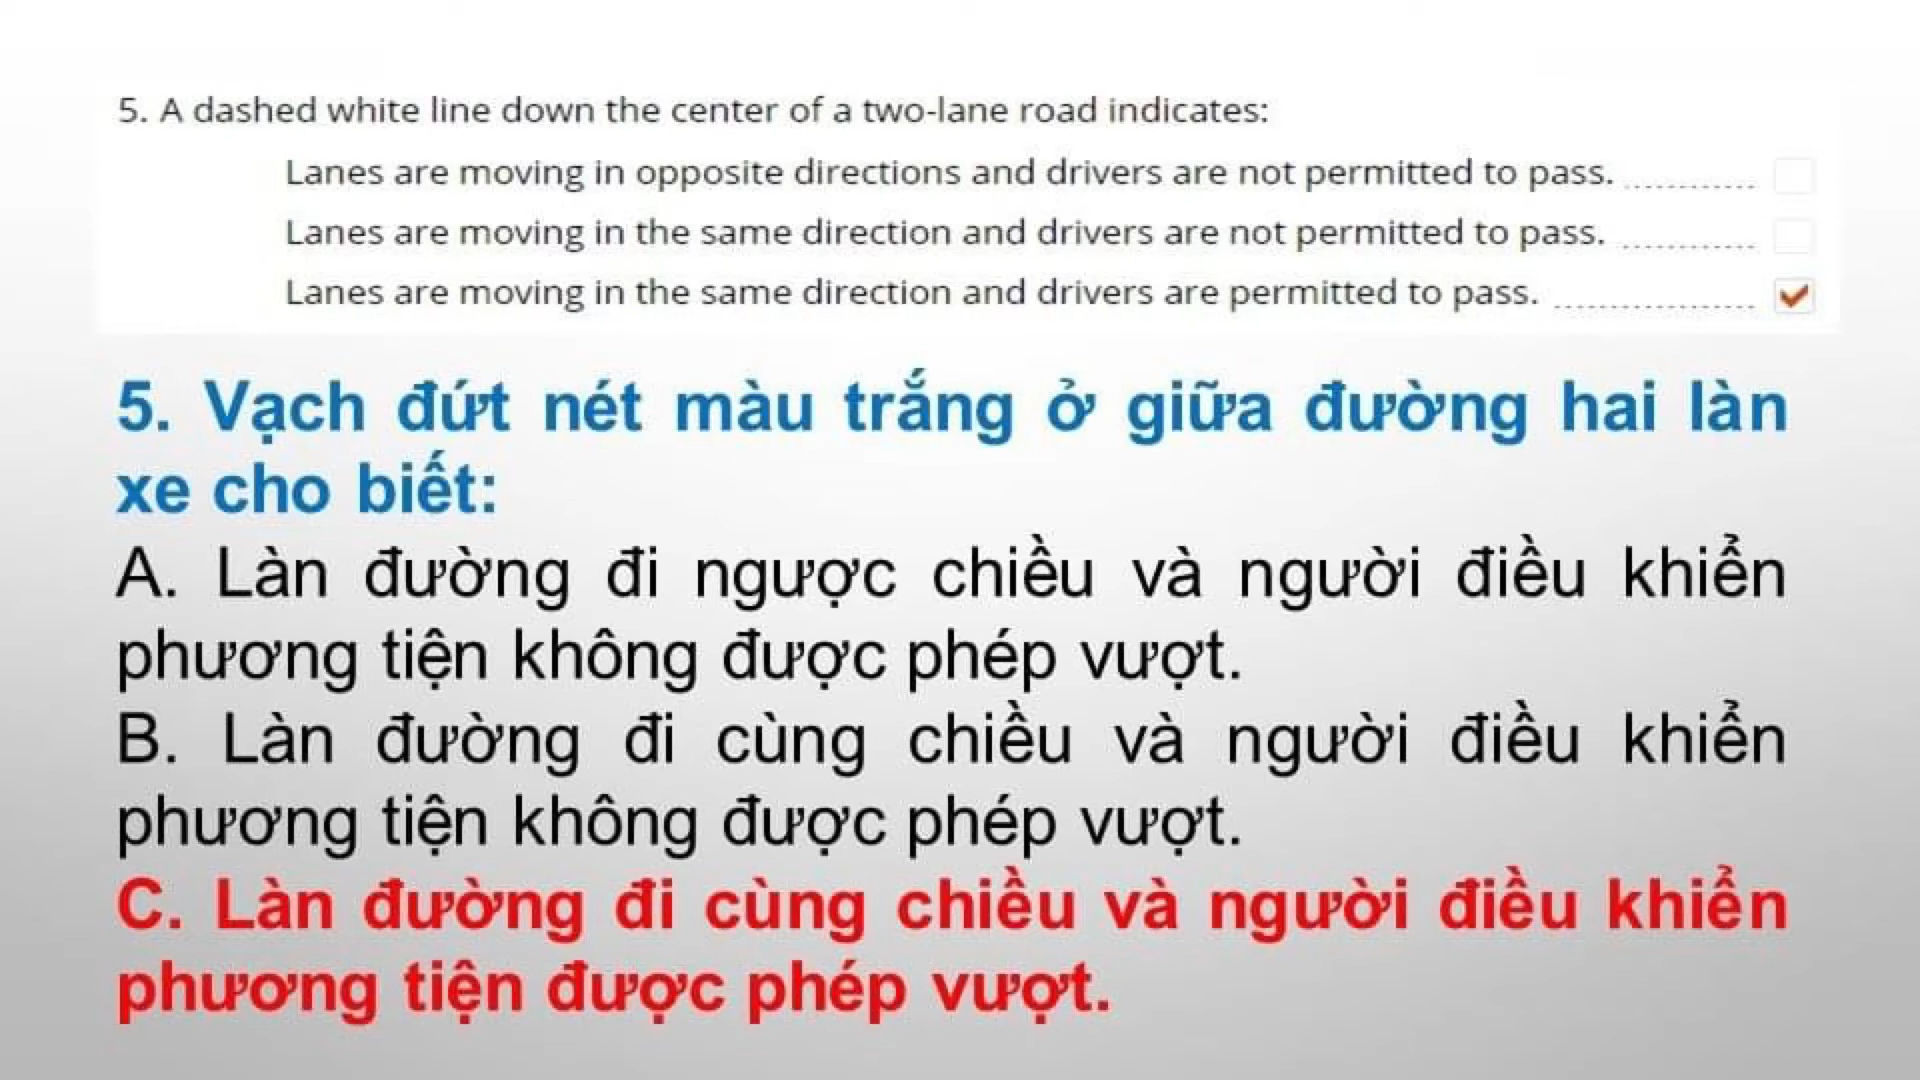 5. A dashed white line down the center of a two-lane road indicates:
Lanes are moving in opposite directions and drivers are not permitted to pass. ............
Lanes are moving in the same direction and drivers are not permitted to pass. ............
Lanes are moving in the same direction and drivers are permitted to pass. ..................
5. Vạch đứt nét màu trắng ở giữa đường hai làn
xe cho biết:
A. Làn đường đi ngược chiều và người điều khiển
phương tiện không được phép vượt.
B. Làn đường đi cùng chiều và người điều khiển
phương tiện không được phép vượt.
C. Làn đường đi cùng chiều và người điều khiển
phương tiện được phép vượt.